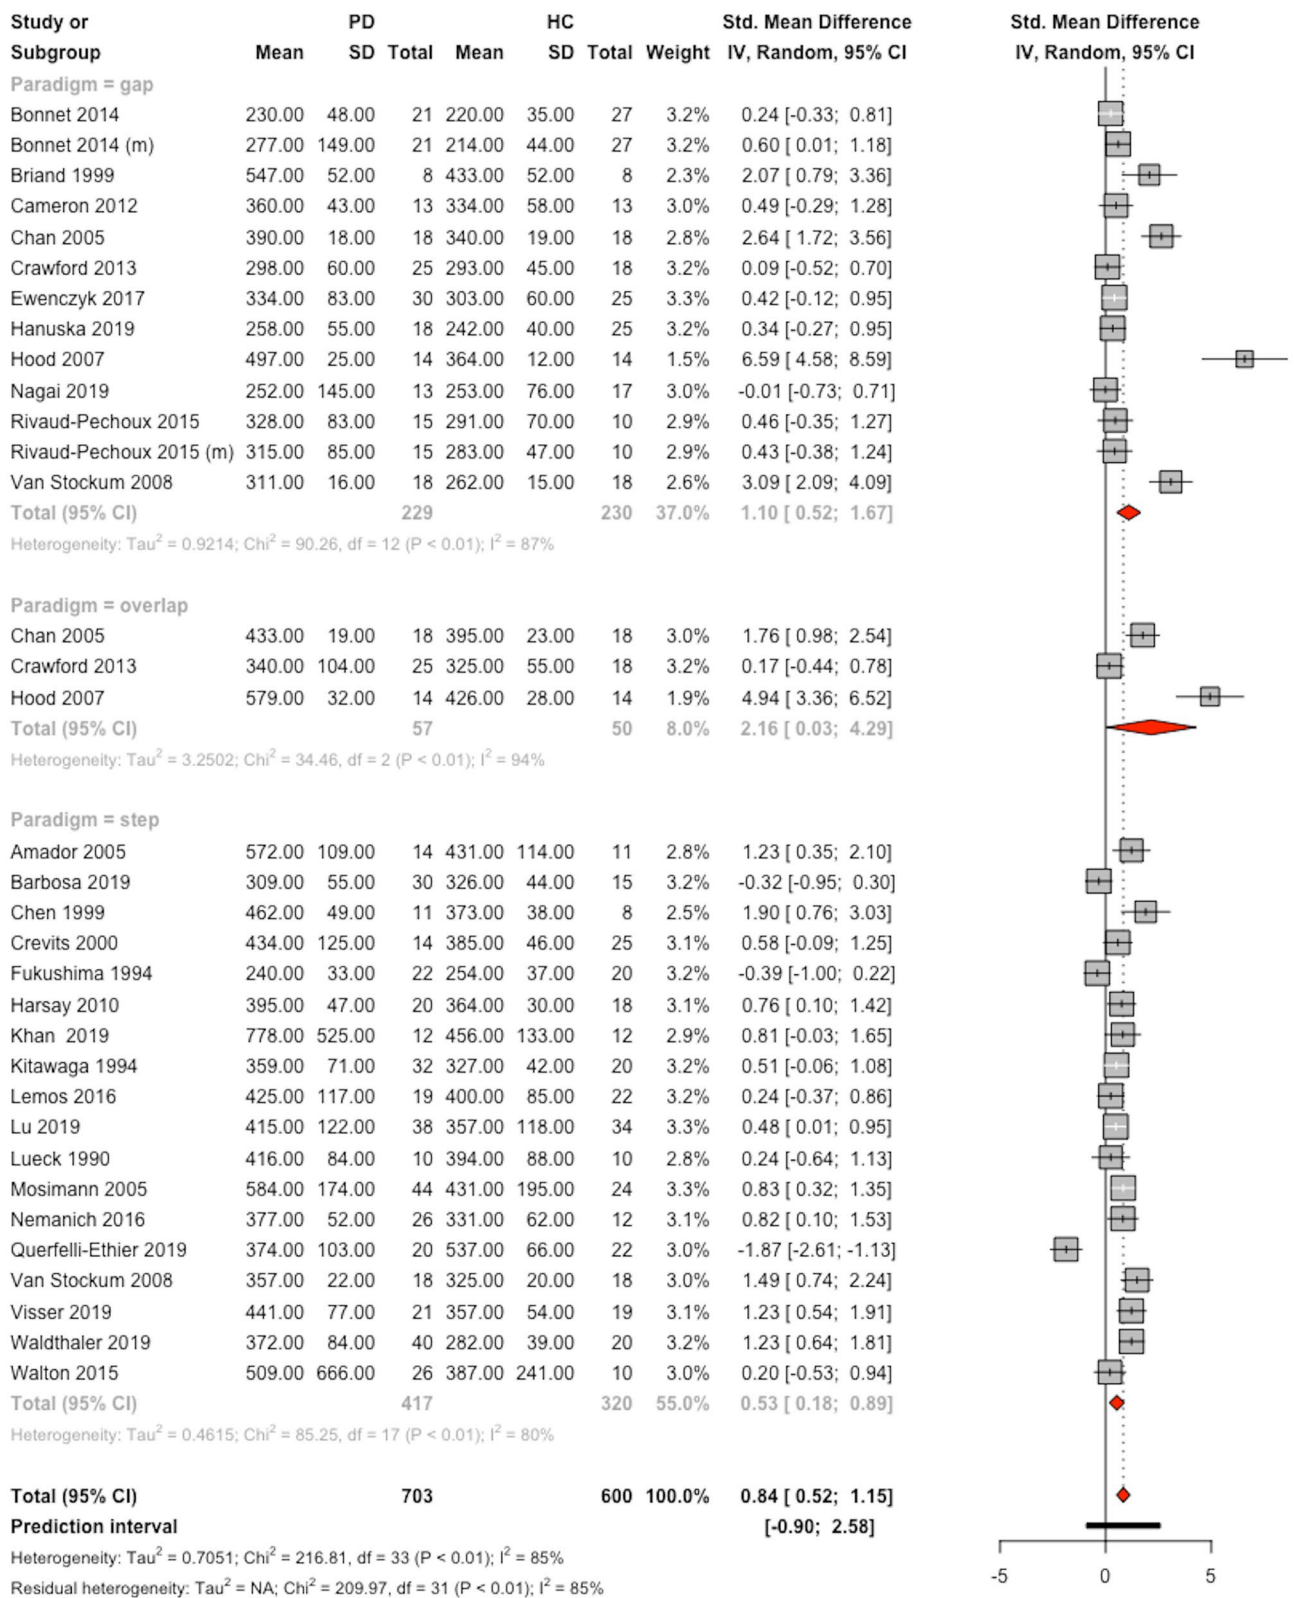 Study or PD HC Std. Mean Difference Std. Mean Difference
Subgroup Mean SD Total Mean SD Total Weight IV, Random, 95% CI IV, Random, 95% CI
Paradigm = gap
Bonnet 2014 230.00 48.00 21 220.00 35.00 27 3.2% 0.24 [-0.33; 0.81]
Bonnet 2014 (m) 277.00 149.00 21 214.00 44.00 27 3.2% 0.60 [ 0.01; 1.18]
Briand 1999 547.00 52.00 8 433.00 52.00 8 2.3% 2.07 [ 0.79; 3.36]
Cameron 2012 360.00 43.00 13 334.00 58.00 13 3.0% 0.49 [-0.29; 1.28]
Chan 2005 390.00 18.00 18 340.00 19.00 18 2.8% 2.64 [ 1.72; 3.56]
Crawford 2013 298.00 60.00 25 293.00 45.00 18 3.2% 0.09 [-0.52; 0.70]
Ewenczyk 2017 334.00 83.00 30 303.00 60.00 25 3.3% 0.42 [-0.12; 0.95]
Hanuska 2019 258.00 55.00 18 242.00 40.00 25 3.2% 0.34 [-0.27; 0.95]
Hood 2007 497.00 25.00 14 364.00 12.00 14 1.5% 6.59 [ 4.58; 8.59]
Nagai 2019 252.00 145.00 13 253.00 76.00 17 3.0% -0.01 [-0.73; 0.71]
Rivaud-Pechoux 2015 328.00 83.00 15 291.00 70.00 10 2.9% 0.46 [-0.35; 1.27]
Rivaud-Pechoux 2015 (m) 315.00 85.00 15 283.00 47.00 10 2.9% 0.43 [-0.38; 1.24]
Van Stockum 2008 311.00 16.00 18 262.00 15.00 18 2.6% 3.09 [ 2.09; 4.09]
Total (95% CI) 229 230 37.0% 1.10 [ 0.52; 1.67]
Heterogeneity: Tau² = 0.9214; Chi² = 90.26, df = 12 (P < 0.01); I² = 87%
Paradigm = overlap
Chan 2005 433.00 19.00 18 395.00 23.00 18 3.0% 1.76 [ 0.98; 2.54]
Crawford 2013 340.00 104.00 25 325.00 55.00 18 3.2% 0.17 [-0.44; 0.78]
Hood 2007 579.00 32.00 14 426.00 28.00 14 1.9% 4.94 [ 3.36; 6.52]
Total (95% CI) 57 50 8.0% 2.16 [ 0.03; 4.29]
Heterogeneity: Tau² = 3.2502; Chi² = 34.46, df = 2 (P < 0.01); I² = 94%
Paradigm = step
Amador 2005 572.00 109.00 14 431.00 114.00 11 2.8% 1.23 [ 0.35; 2.10]
Barbosa 2019 309.00 55.00 30 326.00 44.00 15 3.2% -0.32 [-0.95; 0.30]
Chen 1999 462.00 49.00 11 373.00 38.00 8 2.5% 1.90 [ 0.76; 3.03]
Crevits 2000 434.00 125.00 14 385.00 46.00 25 3.1% 0.58 [-0.09; 1.25]
Fukushima 1994 240.00 33.00 22 254.00 37.00 20 3.2% -0.39 [-1.00; 0.22]
Harsay 2010 395.00 47.00 20 364.00 30.00 18 3.1% 0.76 [ 0.10; 1.42]
Khan 2019 778.00 525.00 12 456.00 133.00 12 2.9% 0.81 [-0.03; 1.65]
Kitawaga 1994 359.00 71.00 32 327.00 42.00 20 3.2% 0.51 [-0.06; 1.08]
Lemos 2016 425.00 117.00 19 400.00 85.00 22 3.2% 0.24 [-0.37; 0.86]
Lu 2019 415.00 122.00 38 357.00 118.00 34 3.3% 0.48 [ 0.01; 0.95]
Lueck 1990 416.00 84.00 10 394.00 88.00 10 2.8% 0.24 [-0.64; 1.13]
Mosimann 2005 584.00 174.00 44 431.00 195.00 24 3.3% 0.83 [ 0.32; 1.35]
Nemanich 2016 377.00 52.00 26 331.00 62.00 12 3.1% 0.82 [ 0.10; 1.53]
Querfelli-Ethier 2019 374.00 103.00 20 537.00 66.00 22 3.0% -1.87 [-2.61; -1.13]
Van Stockum 2008 357.00 22.00 18 325.00 20.00 18 3.0% 1.49 [ 0.74; 2.24]
Visser 2019 441.00 77.00 21 357.00 54.00 19 3.1% 1.23 [ 0.54; 1.91]
Waldthaler 2019 372.00 84.00 40 282.00 39.00 20 3.2% 1.23 [ 0.64; 1.81]
Walton 2015 509.00 666.00 26 387.00 241.00 10 3.0% 0.20 [-0.53; 0.94]
Total (95% CI) 417 320 55.0% 0.53 [ 0.18; 0.89]
Heterogeneity: Tau² = 0.4615; Chi² = 85.25, df = 17 (P < 0.01); I² = 80%
Total (95% CI) 703 600 100.0% 0.84 [ 0.52; 1.15]
Prediction interval [-0.90; 2.58]
Heterogeneity: Tau² = 0.7051; Chi² = 216.81, df = 33 (P < 0.01); I² = 85%
Residual heterogeneity: Tau² = NA; Chi² = 209.97, df = 31 (P < 0.01); I² = 85%
-5 0 5